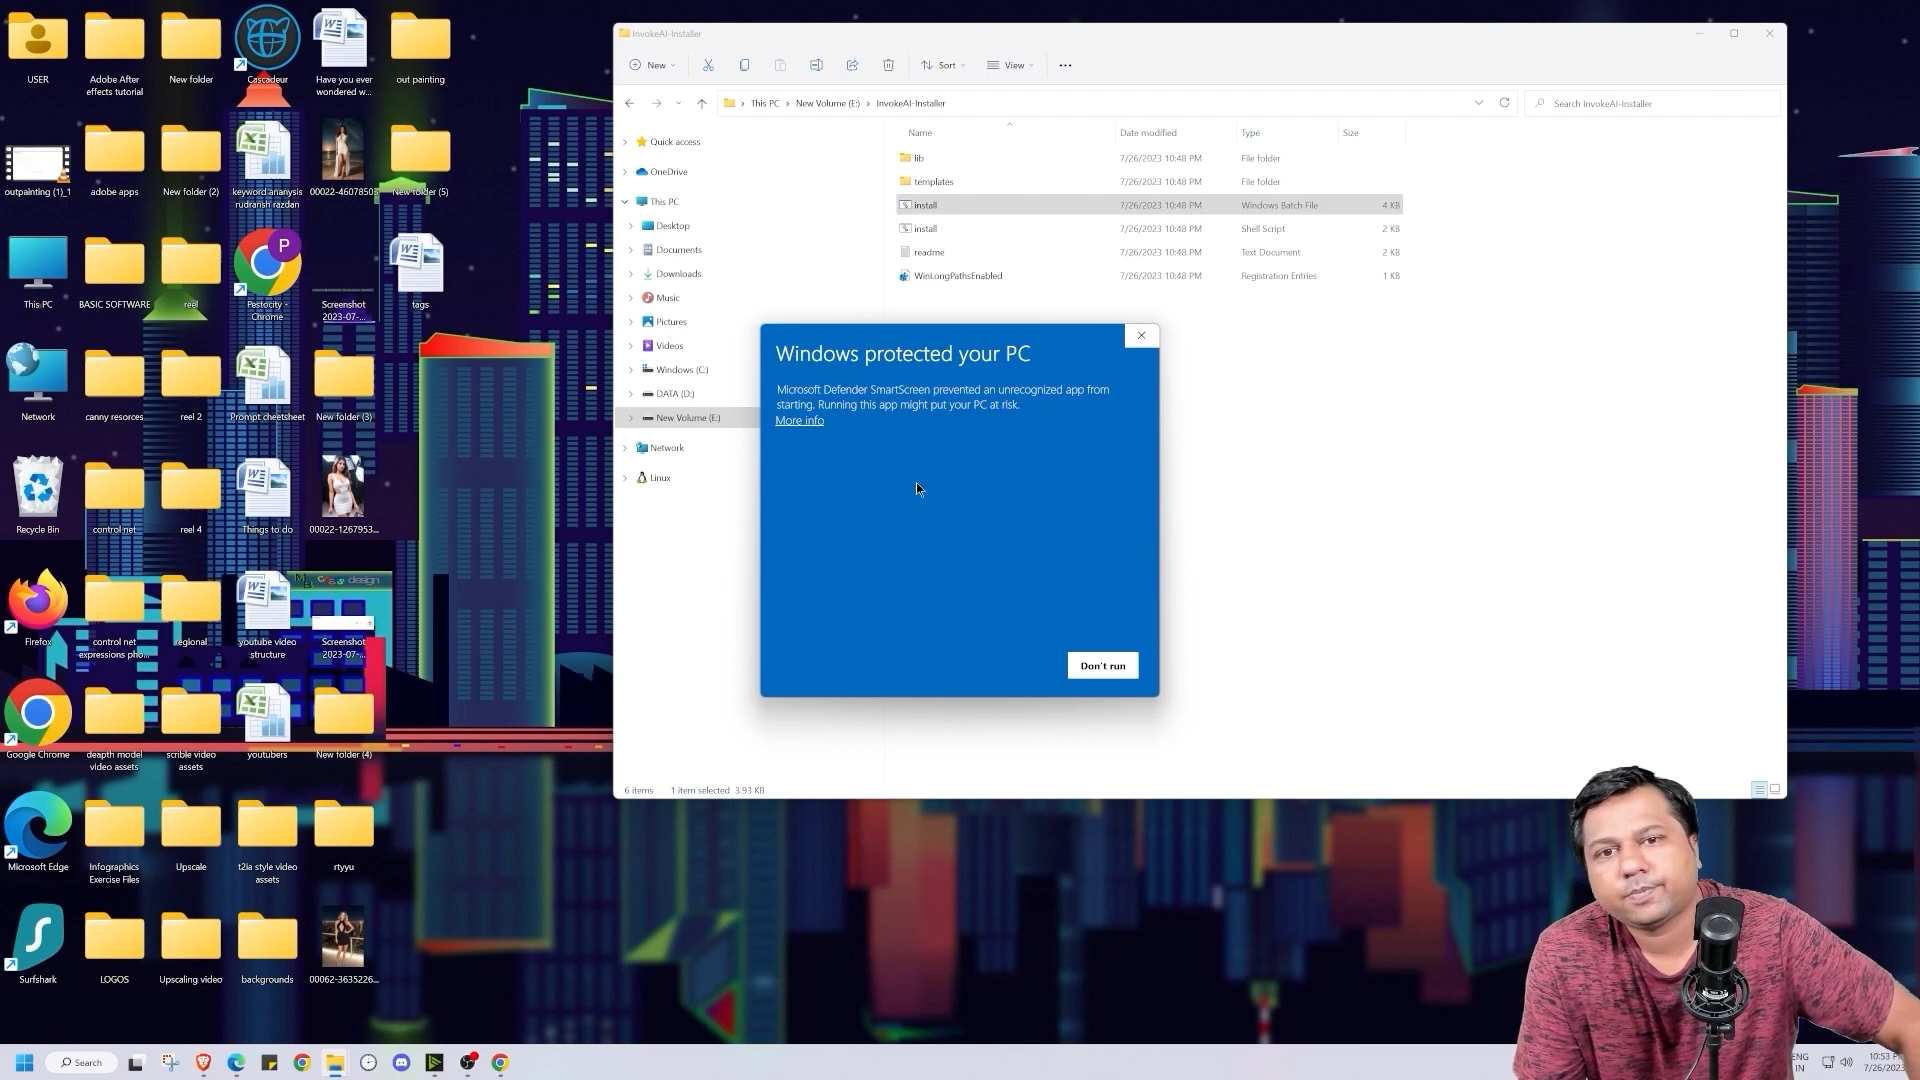 USER
Adobe After
effects tutorial
New folder
Cascadeur
Have you ever
wondered w...
out painting
outpainting (1)_1
adobe apps
New folder (2)
keyword ananysis
rudransh razdan
00022-46078503
New folder (5)
This PC
BASIC SOFTWARE
reel
P
Pestocity -
Chrome
Screenshot
2023-07-...
tags
Network
canny resorces
reel 2
Prompt cheetsheet
New folder (3)
Recycle Bin
control net
reel 4
Things to do
00022-1267953...
Firefox
control net
expressions pho...
regional
youtube video
structure
Screenshot
2023-07-...
design
Google Chrome
deapth model
video assets
scrible video
assets
youtubers
New folder (4)
Microsoft Edge
Infographics
Exercise Files
Upscale
t2ia style video
assets
rtyyu
Surfshark
LOGOS
Upscaling video
backgrounds
00062-3635226...
InvokeAI-Installer
New
Sort
View
This PC > New Volume (E:) > InvokeAI-Installer
Search InvokeAI-Installer
Quick access
OneDrive
This PC
Desktop
Documents
Downloads
Music
Pictures
Videos
Windows (C:)
DATA (D:)
New Volume (E:)
Network
Linux
Name Date modified Type Size
lib 7/26/2023 10:48 PM File folder
templates 7/26/2023 10:48 PM File folder
install 7/26/2023 10:48 PM Windows Batch File 4 KB
install 7/26/2023 10:48 PM Shell Script 2 KB
readme 7/26/2023 10:48 PM Text Document 2 KB
WinLongPathsEnabled 7/26/2023 10:48 PM Registration Entries 1 KB
Windows protected your PC
Microsoft Defender SmartScreen prevented an unrecognized app from
starting. Running this app might put your PC at risk.
More info
Don't run
6 items 1 item selected 3.93 KB
Search
ENG
IN
10:53 P
7/26/2023